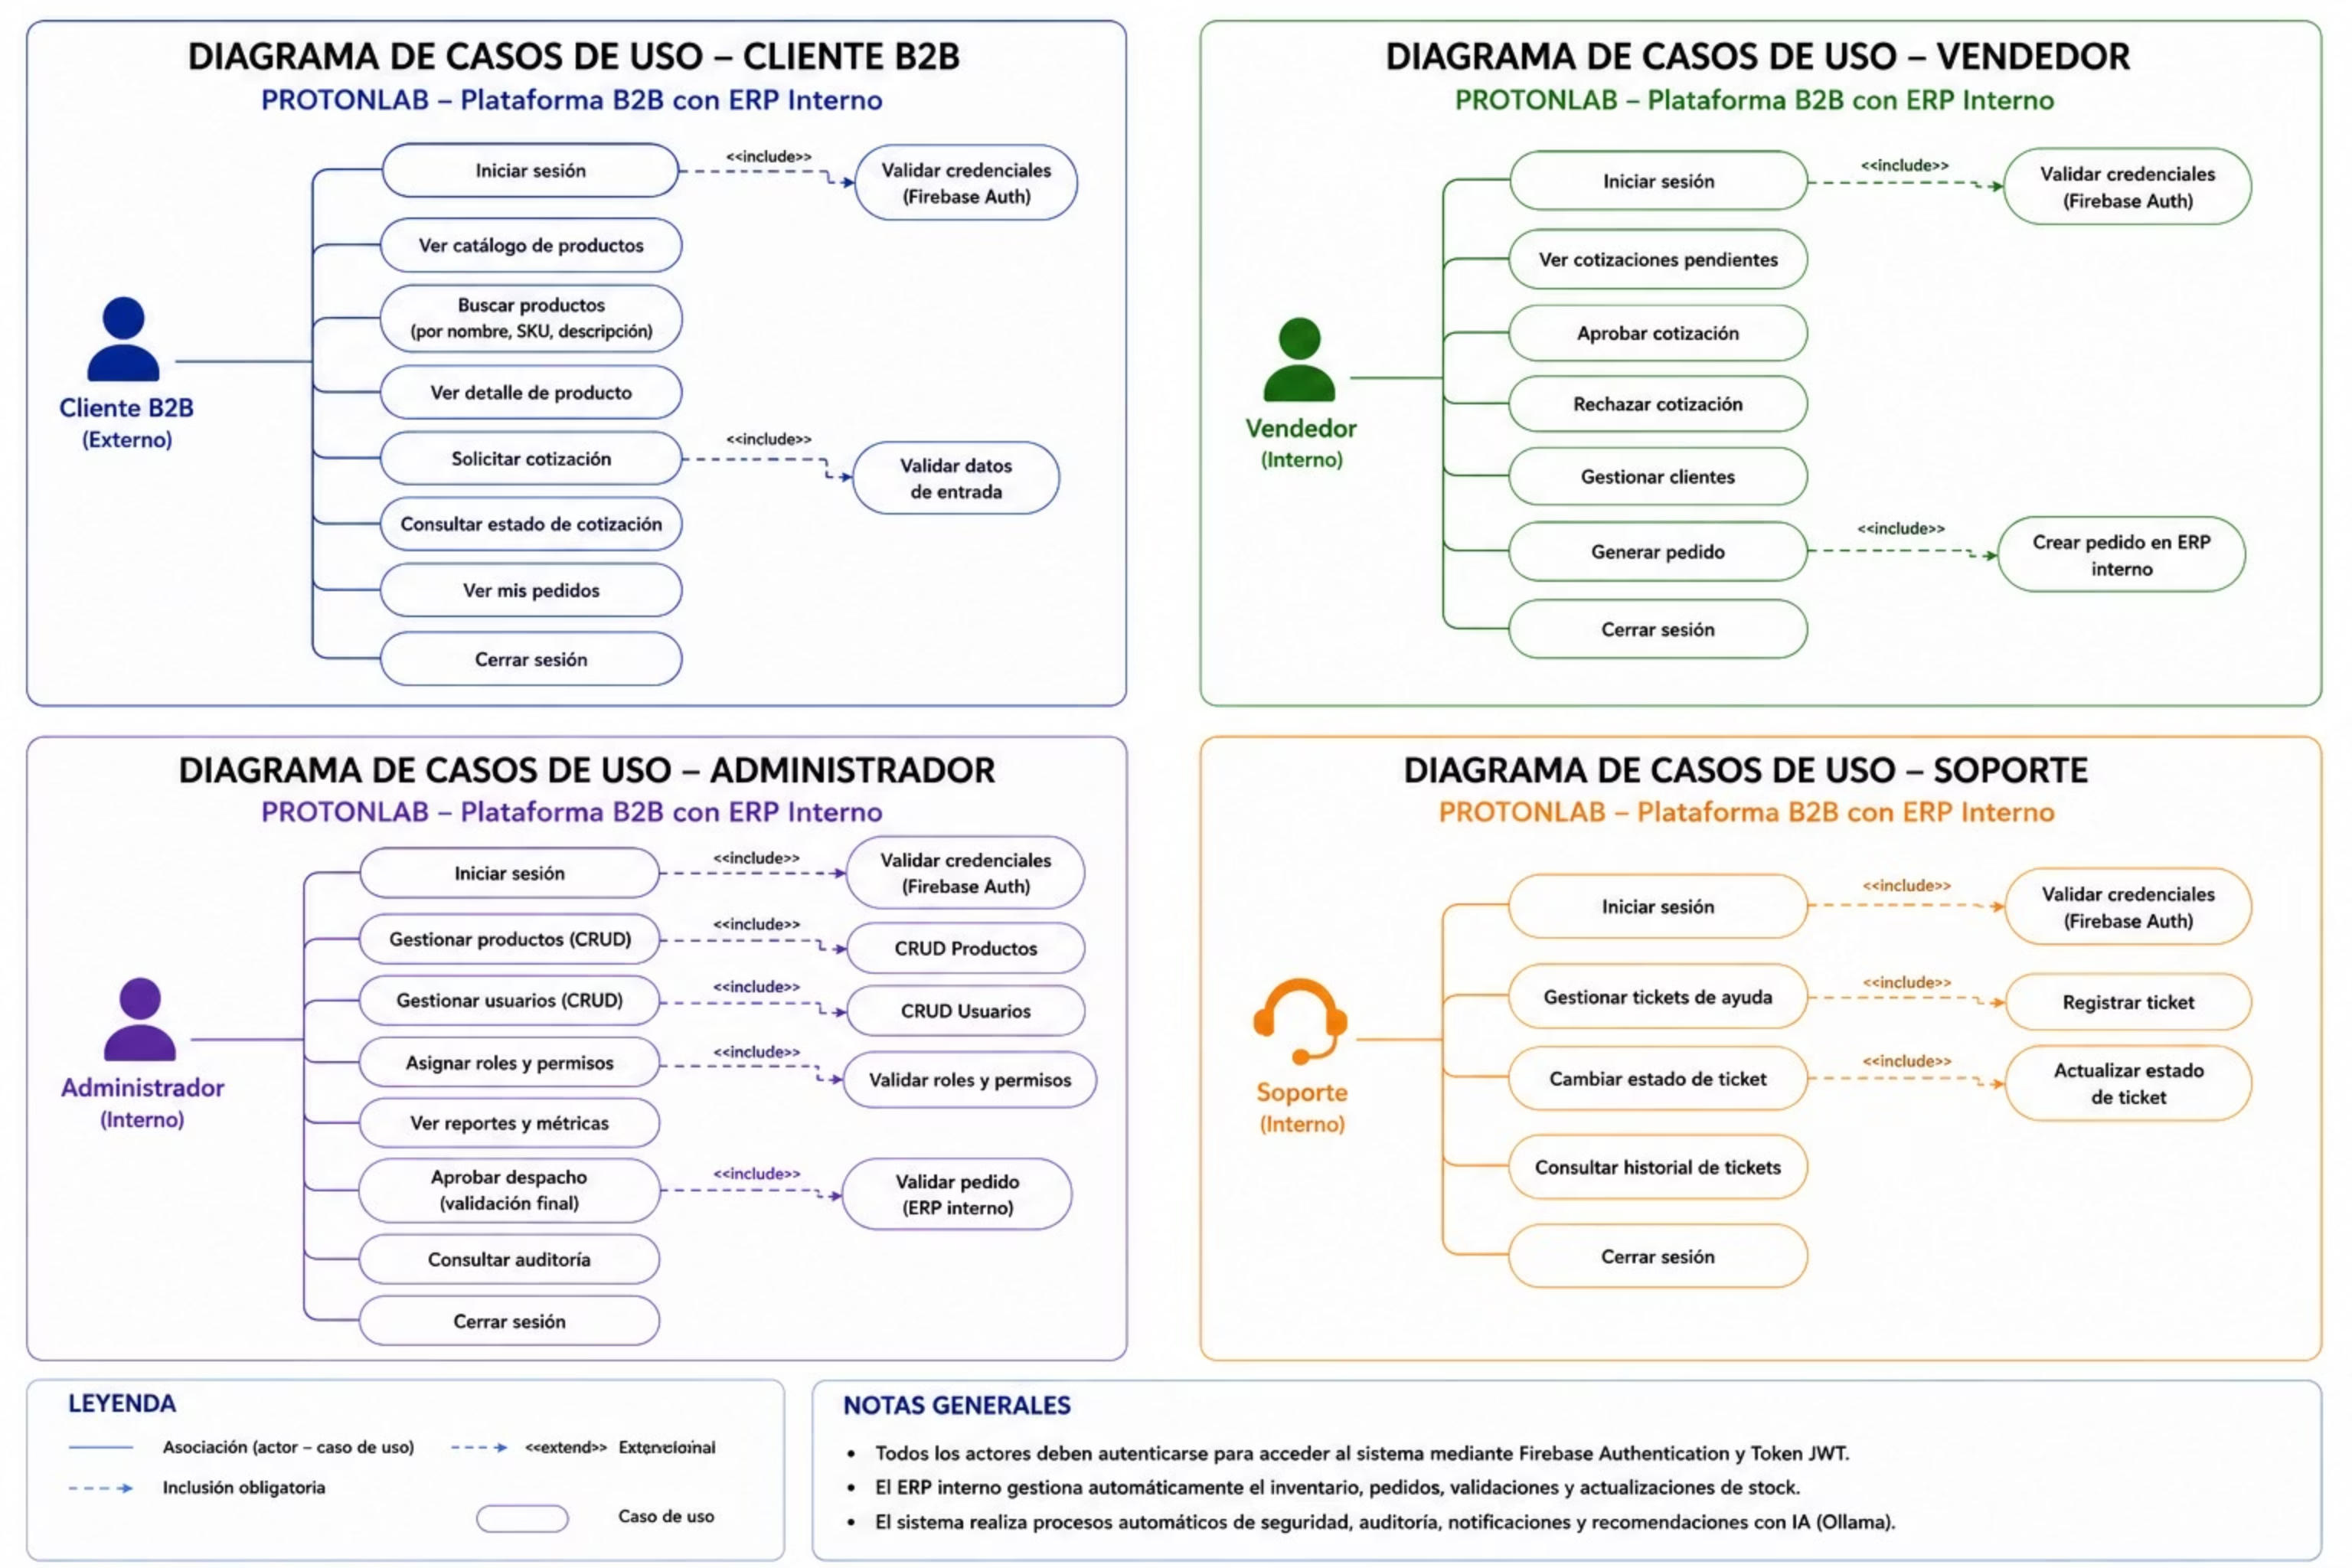 DIAGRAMA DE CASOS DE USO – CLIENTE B2B
PROTONLAB – Plataforma B2B con ERP Interno
Iniciar sesión
<<include>>
Validar credenciales
(Firebase Auth)
Ver catálogo de productos
Buscar productos
(por nombre, SKU, descripción)
Ver detalle de producto
Cliente B2B
(Externo)
Solicitar cotización
<<include>>
Validar datos
de entrada
Consultar estado de cotización
Ver mis pedidos
Cerrar sesión
DIAGRAMA DE CASOS DE USO – VENDEDOR
PROTONLAB – Plataforma B2B con ERP Interno
Iniciar sesión
<<include>>
Validar credenciales
(Firebase Auth)
Ver cotizaciones pendientes
Aprobar cotización
Rechazar cotización
Vendedor
(Interno)
Gestionar clientes
Generar pedido
<<include>>
Crear pedido en ERP
interno
Cerrar sesión
DIAGRAMA DE CASOS DE USO – ADMINISTRADOR
PROTONLAB – Plataforma B2B con ERP Interno
Iniciar sesión
<<include>>
Validar credenciales
(Firebase Auth)
Gestionar productos (CRUD)
<<include>>
CRUD Productos
Gestionar usuarios (CRUD)
<<include>>
CRUD Usuarios
Asignar roles y permisos
<<include>>
Validar roles y permisos
Administrador
(Interno)
Ver reportes y métricas
Aprobar despacho
(validación final)
<<include>>
Validar pedido
(ERP interno)
Consultar auditoría
Cerrar sesión
DIAGRAMA DE CASOS DE USO – SOPORTE
PROTONLAB – Plataforma B2B con ERP Interno
Iniciar sesión
<<include>>
Validar credenciales
(Firebase Auth)
Gestionar tickets de ayuda
<<include>>
Registrar ticket
Cambiar estado de ticket
<<include>>
Actualizar estado
de ticket
Soporte
(Interno)
Consultar historial de tickets
Cerrar sesión
LEYENDA
Asociación (actor – caso de uso)
<<extend>>
Inclusión obligatoria
Caso de uso
NOTAS GENERALES
• Todos los actores deben autenticarse para acceder al sistema mediante Firebase Authentication y Token JWT.
• El ERP interno gestiona automáticamente el inventario, pedidos, validaciones y actualizaciones de stock.
• El sistema realiza procesos automáticos de seguridad, auditoría, notificaciones y recomendaciones con IA (Ollama).